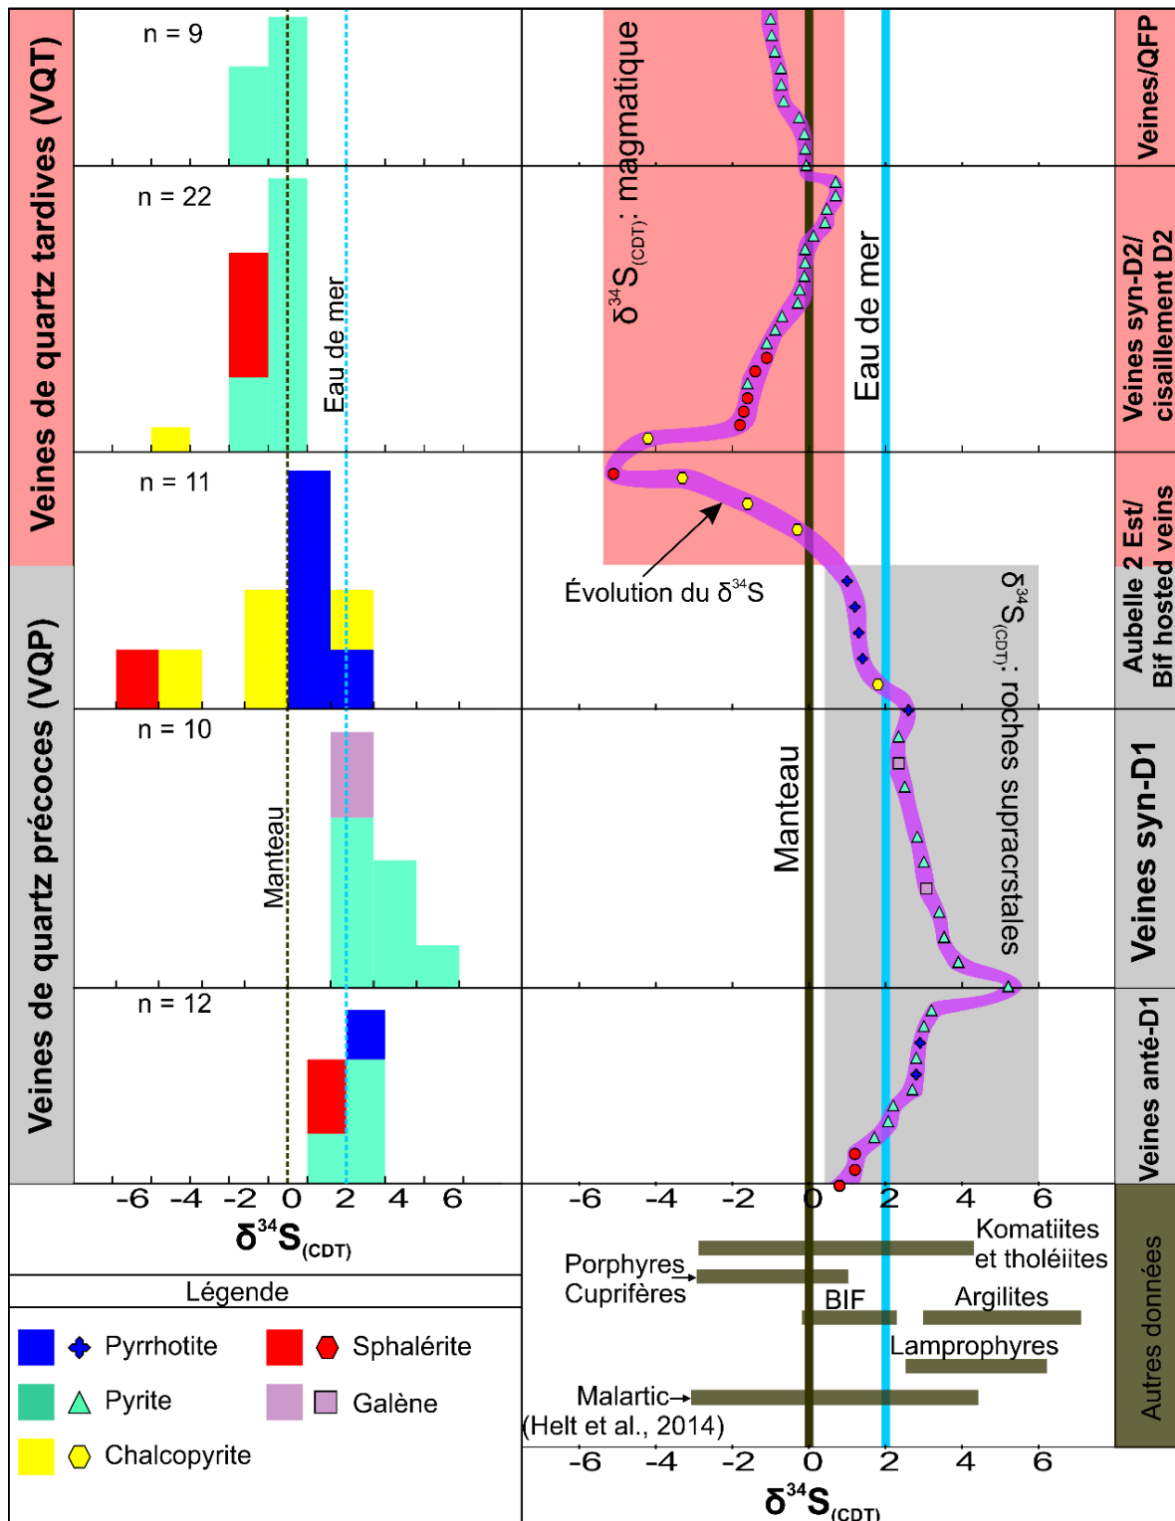 Veines de quartz tardives (VQT)
Veines de quartz précoces (VQP)
n = 9
n = 22
Eau de mer
n = 11
n = 10
Manteau
n = 12
-6 -4 -2 0 2 4 6
δ³⁴S(CDT)
Légende
Pyrrhotite
Sphalérite
Pyrite
Galène
Chalcopyrite
δ³⁴S(CDT): magmatique
Eau de mer
Évolution du δ³⁴S
δ³⁴S(CDT): roches supracrstales
Manteau
-6 -4 -2 0 2 4 6
Komatiites
et tholéiites
Porphyres
Cuprifères
BIF
Argilites
Lamprophyres
Malartic
(Helt et al., 2014)
-6 -4 -2 0 2 4 6
δ³⁴S(CDT)
Veines/QFP
Veines syn-D2/
cisaillement D2
Aubelle 2 Est/
Bif hosted veins
Veines syn-D1
Veines anté-D1
Autres données